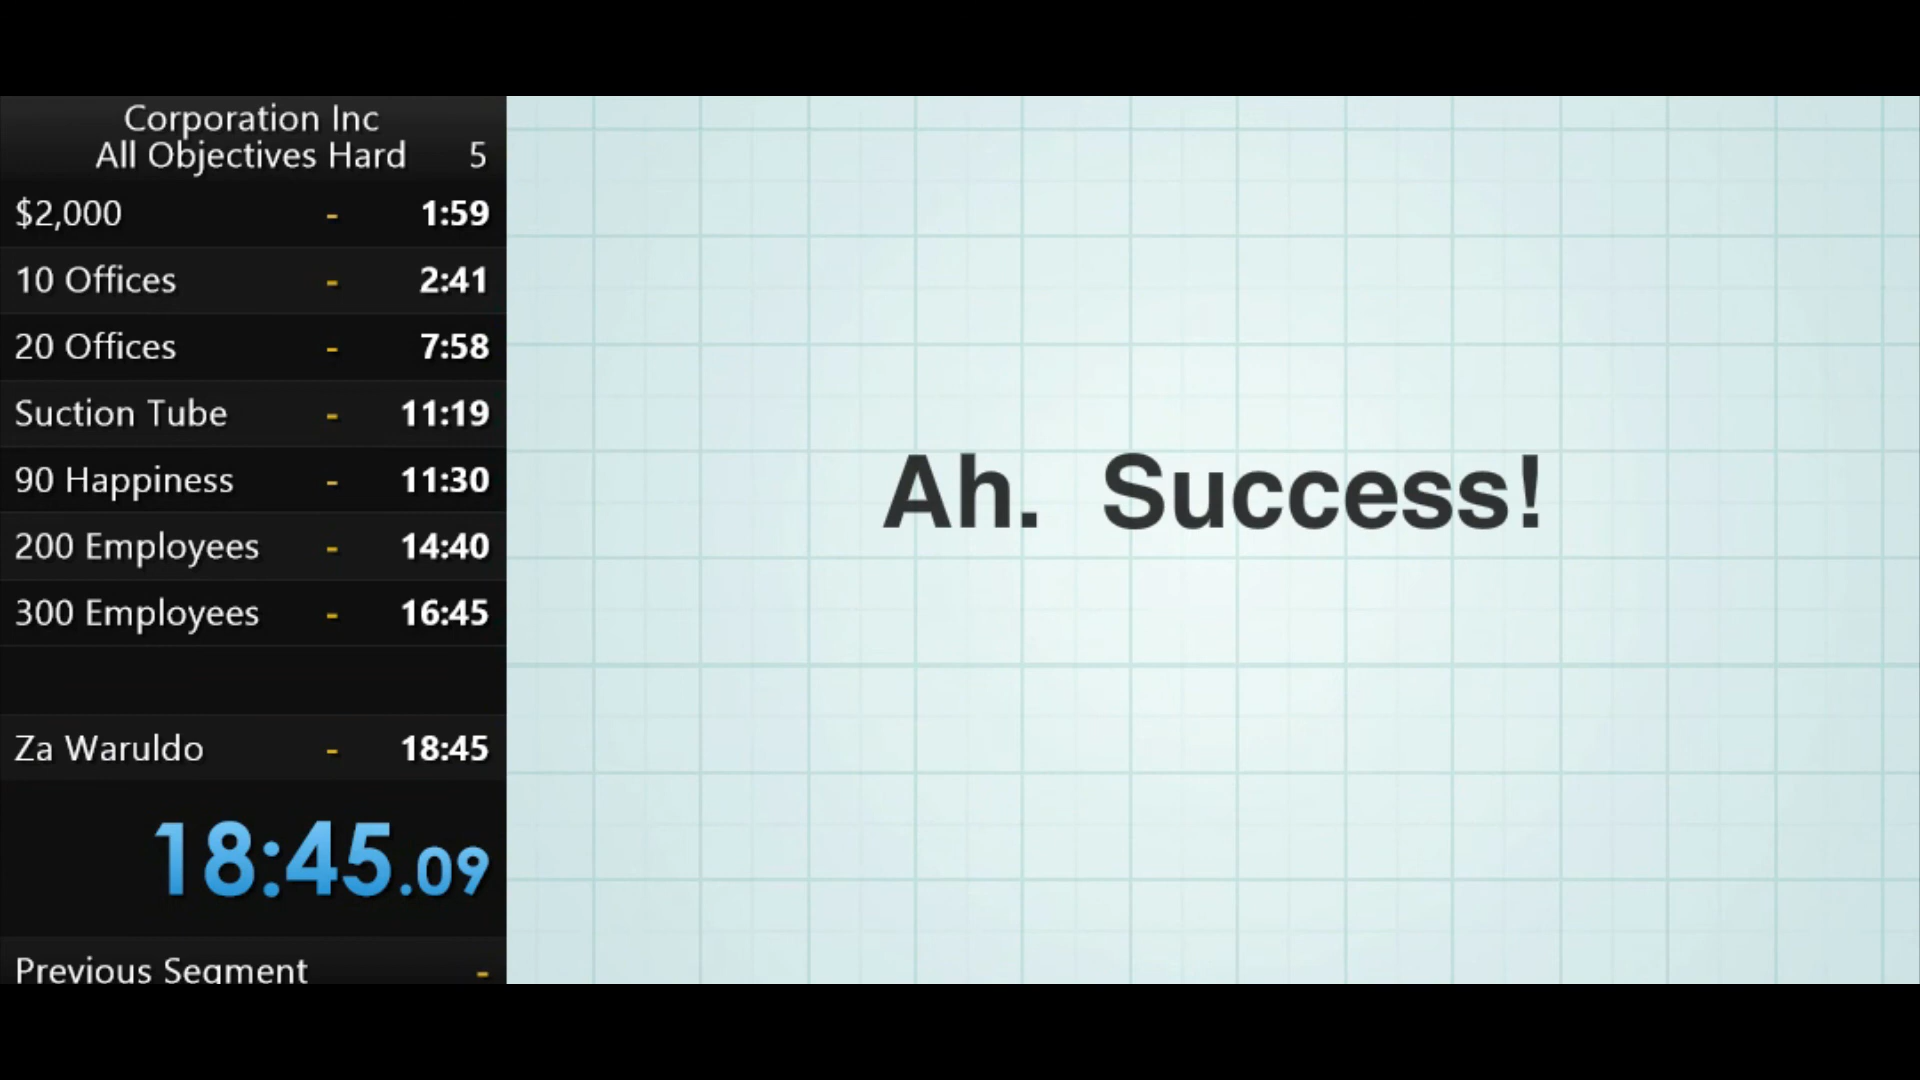 Corporation Inc
All Objectives Hard 5
$2,000 - 1:59
10 Offices - 2:41
20 Offices - 7:58
Suction Tube - 11:19
90 Happiness - 11:30
200 Employees - 14:40
300 Employees - 16:45
Za Waruldo - 18:45
18:45.09
Previous Segment -
Ah. Success!